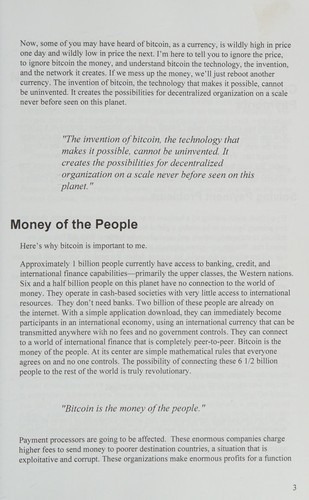 Now, some of you may have heard of bitcoin, as a currency, is wildly high in price
one day and wildly low in price the next. I'm here to tell you to ignore the price,
to ignore bitcoin the money, and understand bitcoin the technology, the invention,
and the network it creates. If we mess up the money, we'll just reboot another
currency. The invention of bitcoin, the technology that makes it possible, cannot
be uninvented. It creates the possibilities for decentralized organization on a scale
never before seen on this planet.
"The invention of bitcoin, the technology that
makes it possible, cannot be uninvented. It
creates the possibilities for decentralized
organization on a scale never before seen on this
planet."
Money of the People
Here's why bitcoin is important to me.
Approximately 1 billion people currently have access to banking, credit, and
international finance capabilities—primarily the upper classes, the Western nations.
Six and a half billion people on this planet have no connection to the world of
money. They operate in cash-based societies with very little access to international
resources. They don't need banks. Two billion of these people are already on
the internet. With a simple application download, they can immediately become
participants in an international economy, using an international currency that can be
transmitted anywhere with no fees and no government controls. They can connect
to a world of international finance that is completely peer-to-peer. Bitcoin is the
money of the people. At its center are simple mathematical rules that everyone
agrees on and no one controls. The possibility of connecting these 6 1/2 billion
people to the rest of the world is truly revolutionary.
"Bitcoin is the money of the people."
Payment processors are going to be affected. These enormous companies charge
higher fees to send money to poorer destination countries, a situation that is
exploitative and corrupt. These organizations make enormous profits for a function
3